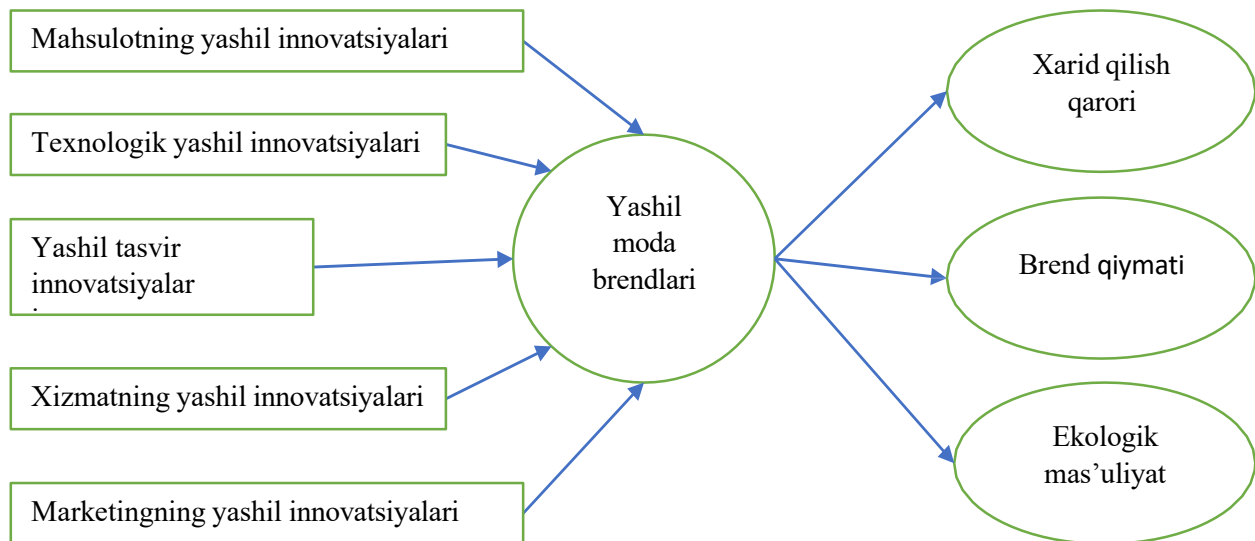 Mahsulotning yashil innovatsiyalari
Texnologik yashil innovatsiyalari
Yashil tasvir
innovatsiyalar
Xizmatning yashil innovatsiyalari
Marketingning yashil innovatsiyalari
Yashil
moda
brendlari
Xarid qilish
qarori
Brend qiymati
Ekologik
mas’uliyat